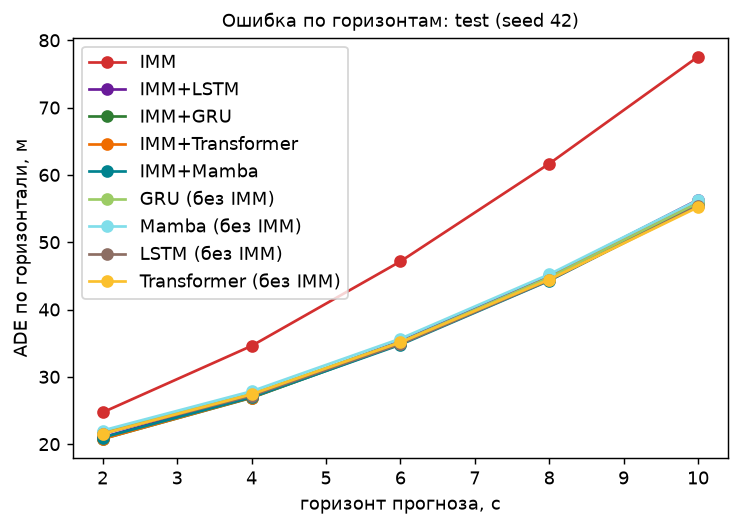 Ошибка по горизонтам: test (seed 42)
80
70
60
50
40
30
20
ADE по горизонтали, м
IMM
IMM+LSTM
IMM+GRU
IMM+Transformer
IMM+Mamba
GRU (без IMM)
Mamba (без IMM)
LSTM (без IMM)
Transformer (без IMM)
2 3 4 5 6 7 8 9 10
горизонт прогноза, с